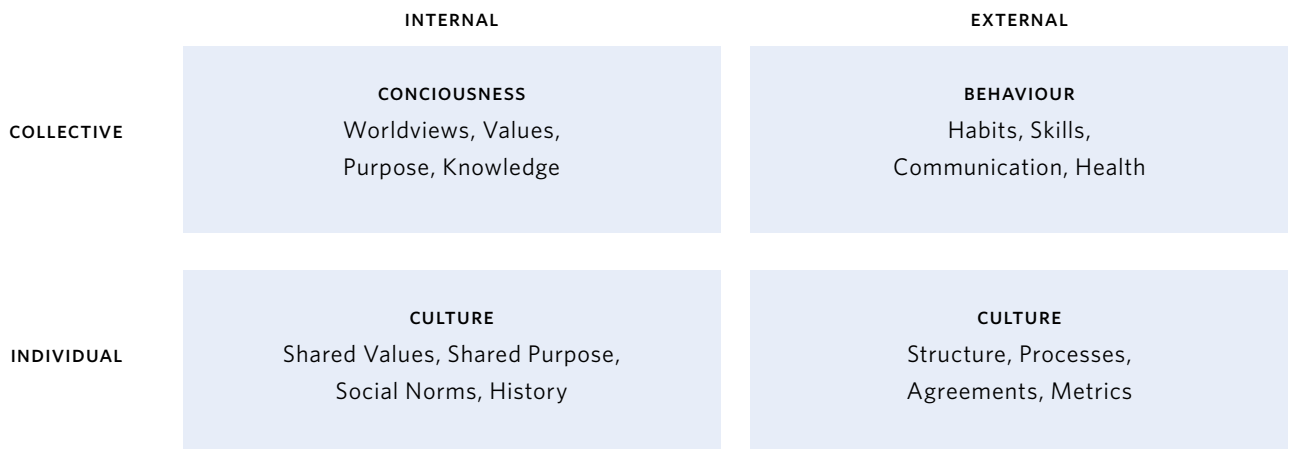 INTERNAL
EXTERNAL
COLLECTIVE
CONCIOUSNESS
Worldviews, Values,
Purpose, Knowledge
BEHAVIOUR
Habits, Skills,
Communication, Health
INDIVIDUAL
CULTURE
Shared Values, Shared Purpose,
Social Norms, History
CULTURE
Structure, Processes,
Agreements, Metrics